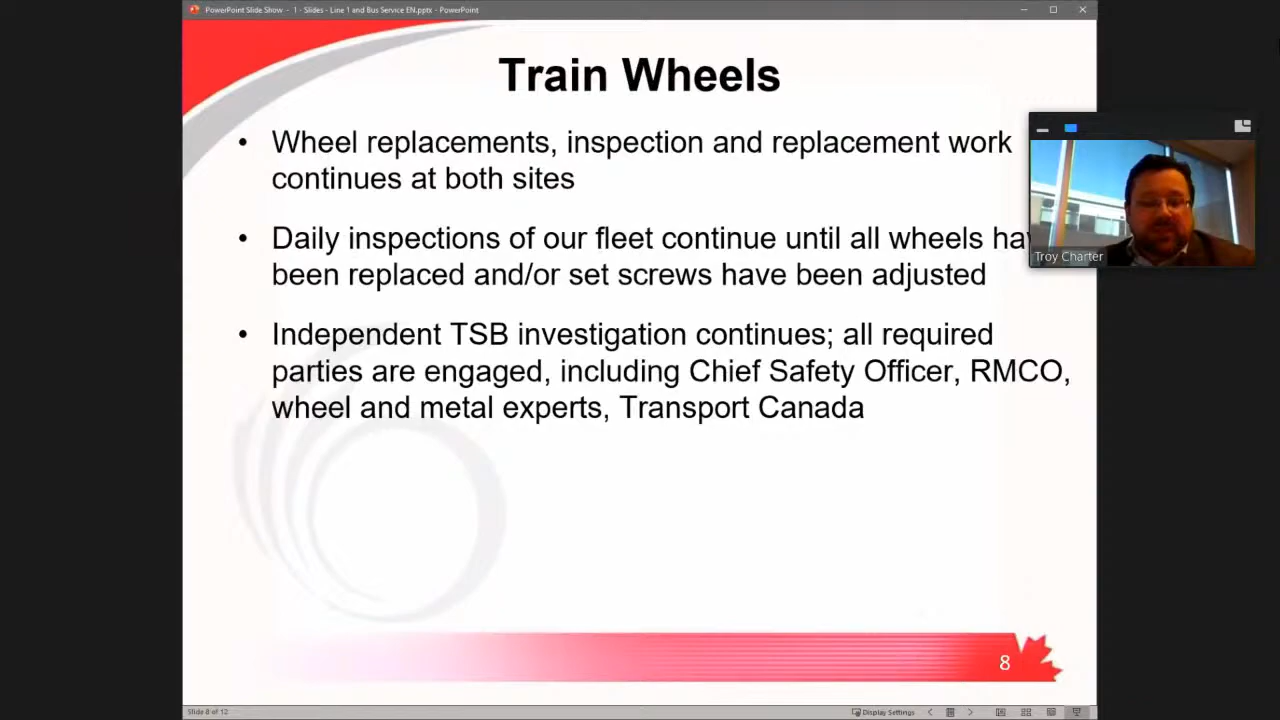 PowerPoint Slide Show - 1 - Slides - Line 1 and Bus Service EN.pptx - PowerPoint
Train Wheels
• Wheel replacements, inspection and replacement work
continues at both sites
• Daily inspections of our fleet continue until all wheels hav
been replaced and/or set screws have been adjusted
Troy Charter
• Independent TSB investigation continues; all required
parties are engaged, including Chief Safety Officer, RMCO,
wheel and metal experts, Transport Canada
8
Slide 8 of 12
Display Settings